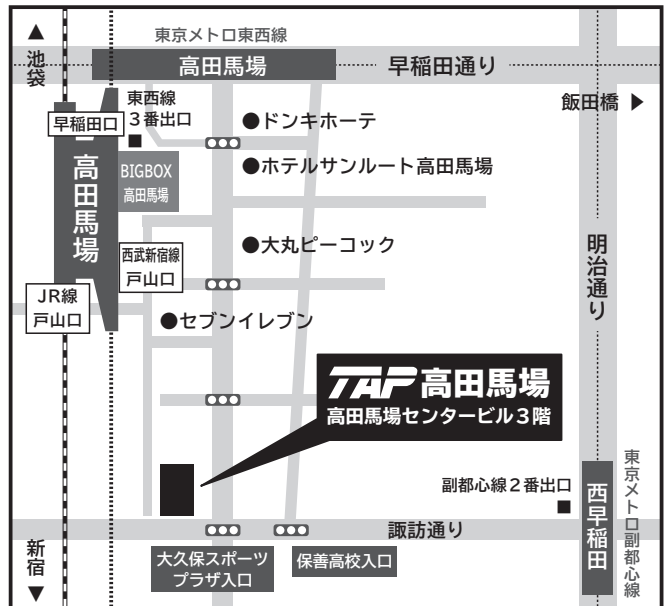 ▲
池袋
東京メトロ東西線
高田馬場
早稲田通り
飯田橋 ▶
東西線
3番出口
■
早稲田口
●ドンキホーテ
BIGBOX
高田馬場
●ホテルサンルート高田馬場
高田馬場
●大丸ピーコック
西武新宿線
戸山口
明治通り
JR線
戸山口
●セブンイレブン
TAP 高田馬場
高田馬場センタービル3階
副都心線2番出口
■
西早稲田
東京メトロ副都心線
諏訪通り
新宿
▼
大久保スポーツ
プラザ入口
保善高校入口